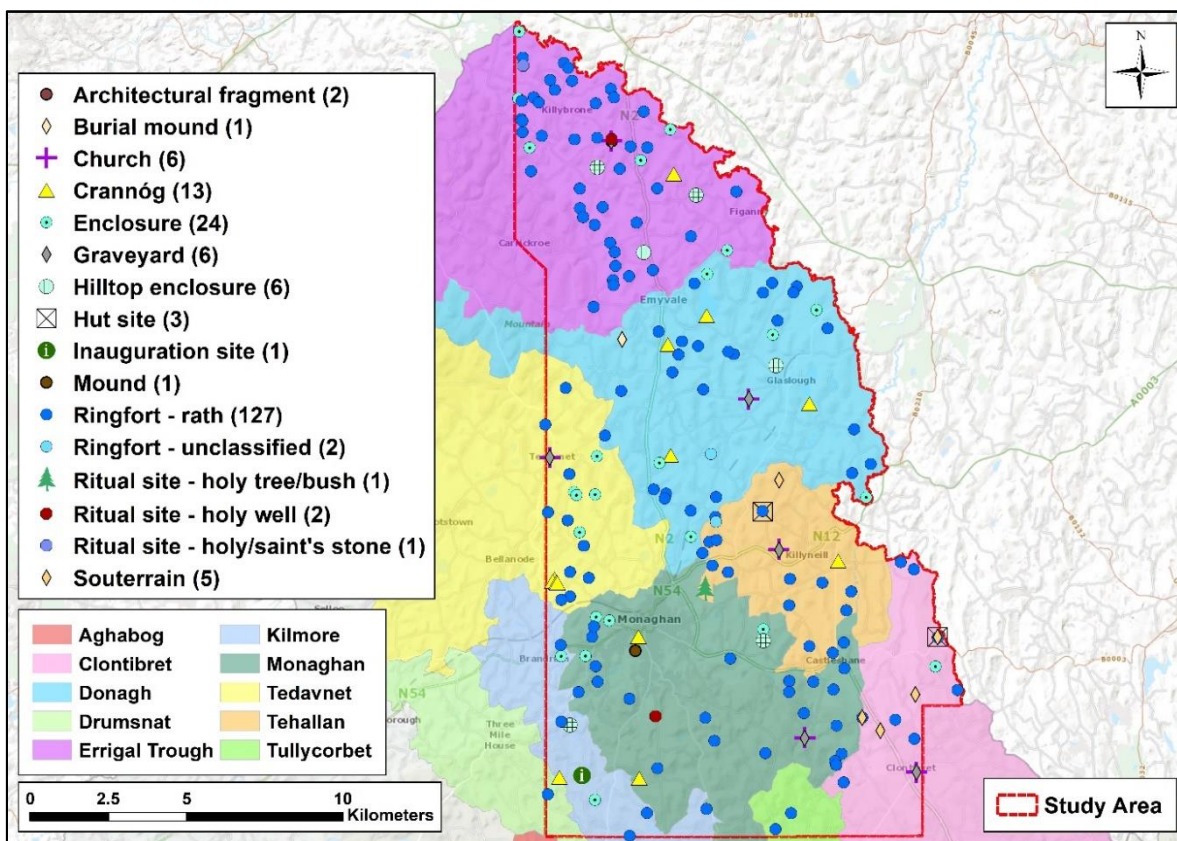 Architectural fragment (2)
Burial mound (1)
Church (6)
Crannóg (13)
Enclosure (24)
Graveyard (6)
Hilltop enclosure (6)
Hut site (3)
Inauguration site (1)
Mound (1)
Ringfort - rath (127)
Ringfort - unclassified (2)
Ritual site - holy tree/bush (1)
Ritual site - holy well (2)
Ritual site - holy/saint's stone (1)
Souterrain (5)
Aghabog
Clontibret
Donagh
Drumsnat
Errigal Trough
Kilmore
Monaghan
Tedavnet
Tehallan
Tullycorbet
0 2.5 5 10
Kilometers
N
Study Area
Killybrone
N2
Carrickroe
Emyvale
Mountain
Glaslough
Bellanode
N2
N12
Killyneill
N54
Monaghan
Castleshane
N54
Three
Mile
House
A0003
B0003
i